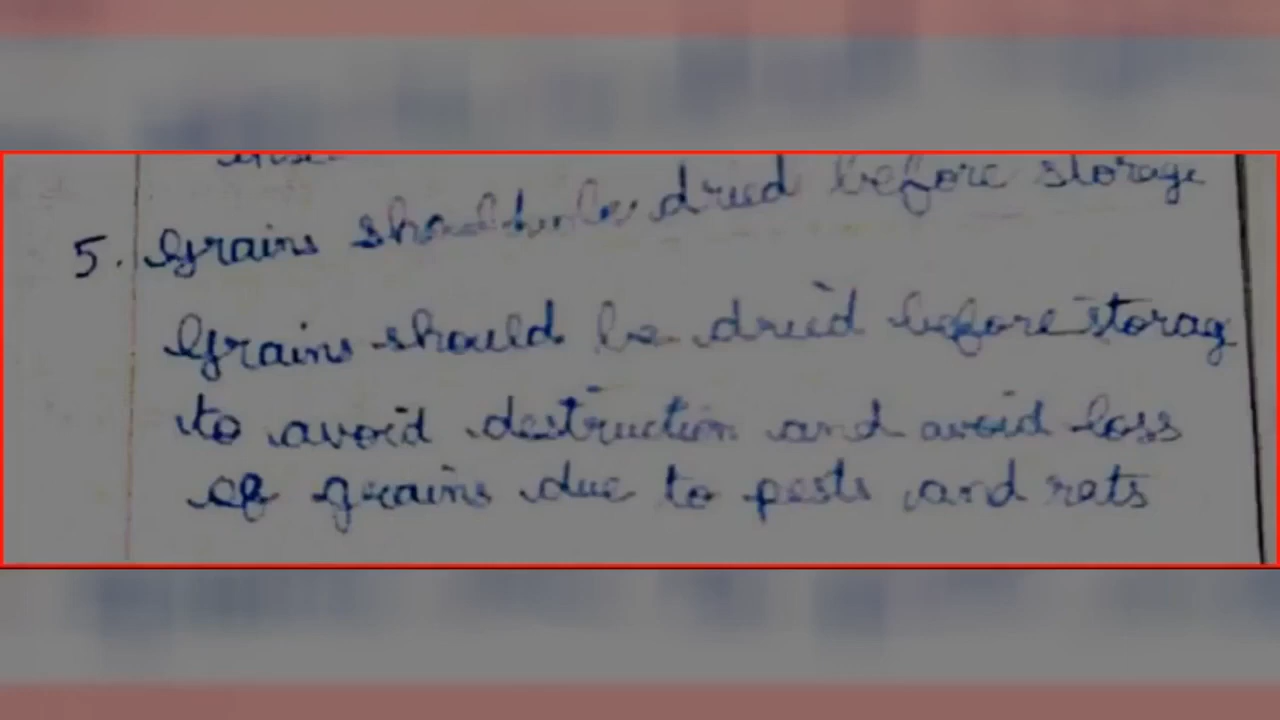 5. Grains should be dried before storage
Grains should be dried before storag
to avoid destruction and avoid loss
of grains due to pests and rats